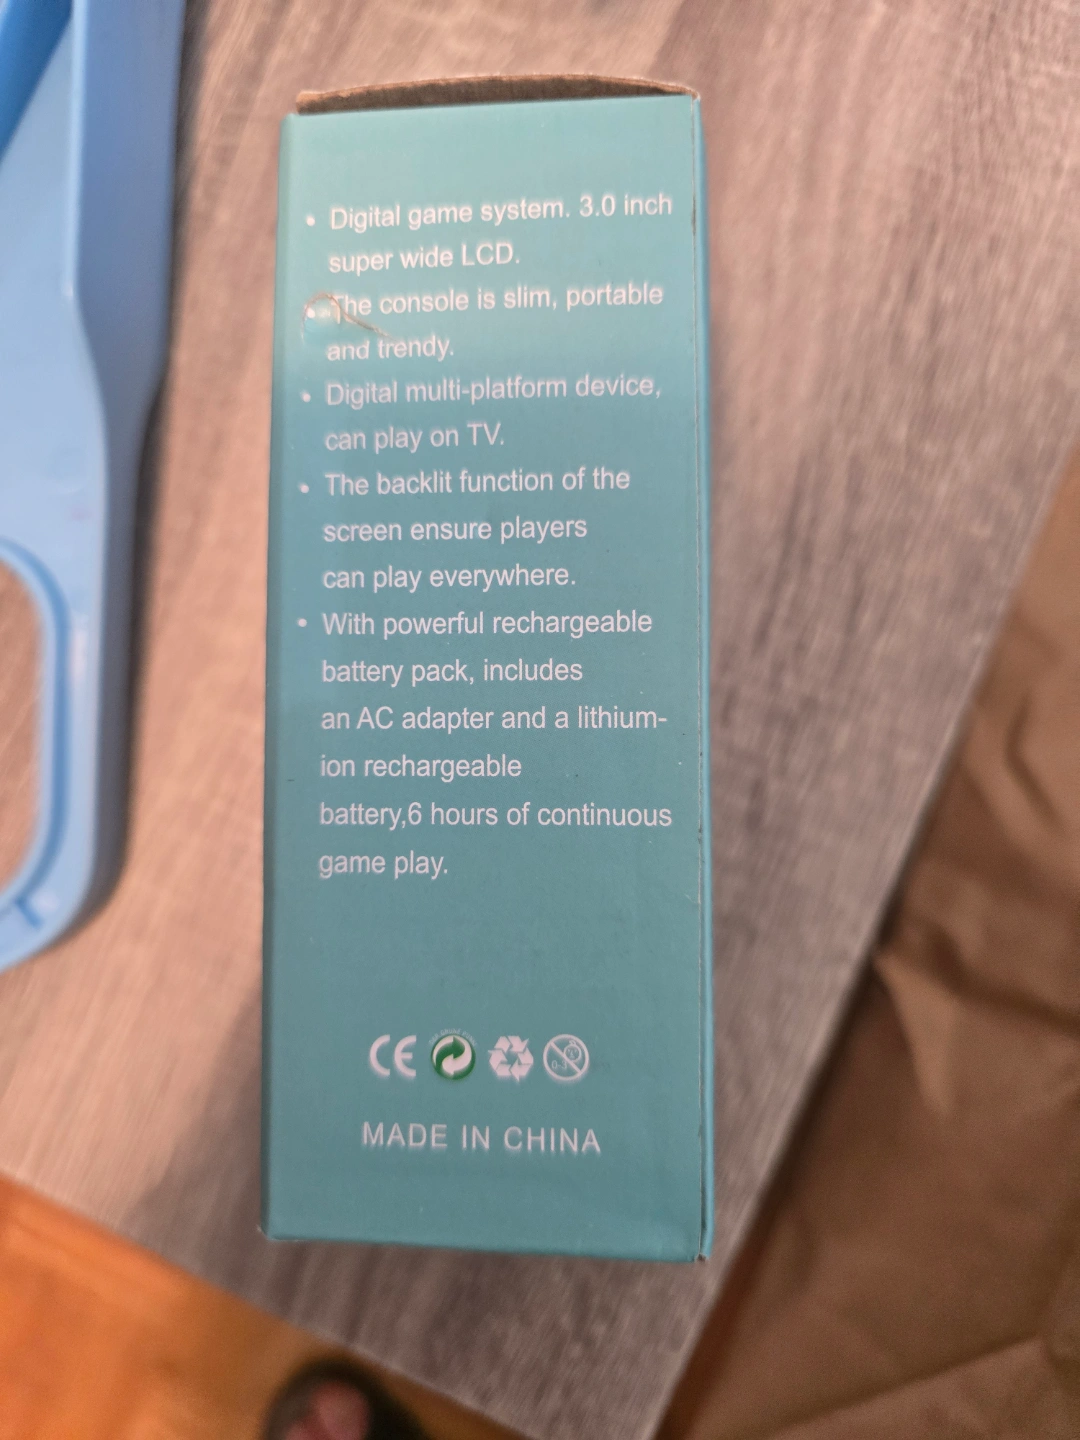 • Digital game system. 3.0 inch
super wide LCD.
• The console is slim, portable
and trendy.
• Digital multi-platform device,
can play on TV.
• The backlit function of the
screen ensure players
can play everywhere.
• With powerful rechargeable
battery pack, includes
an AC adapter and a lithium-
ion rechargeable
battery,6 hours of continuous
game play.
CE 0-3
MADE IN CHINA